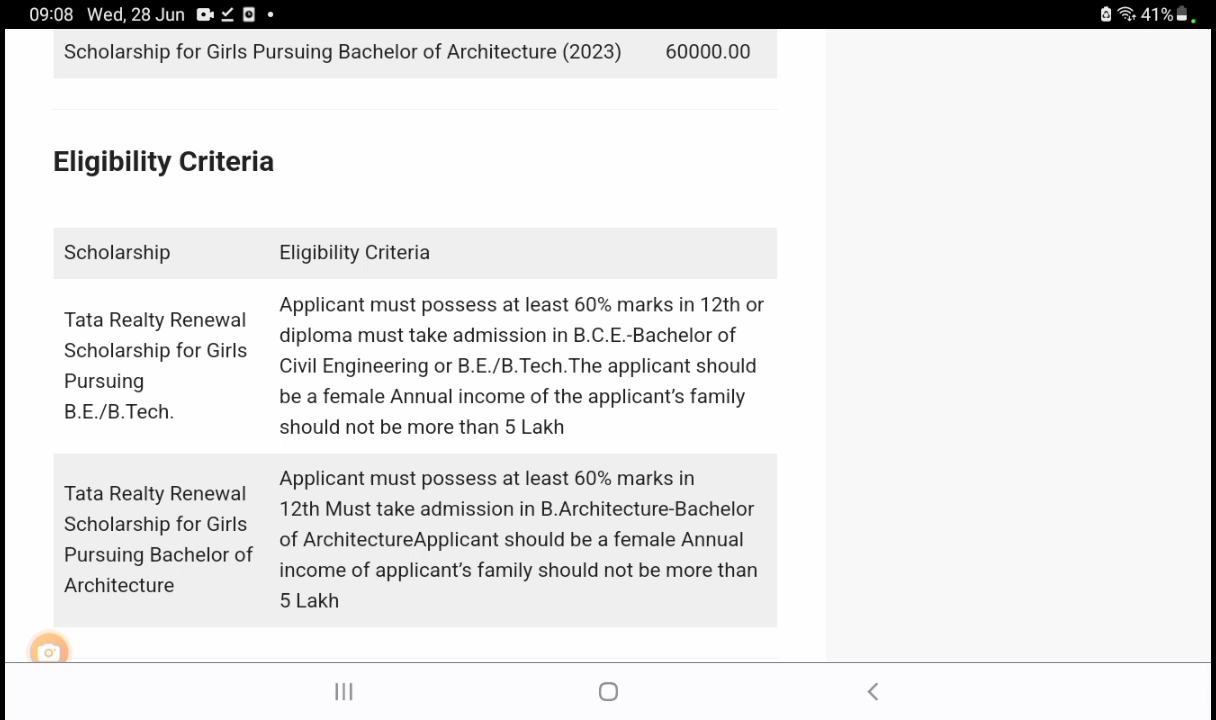 09:08 Wed, 28 Jun 41%
Scholarship for Girls Pursuing Bachelor of Architecture (2023) 60000.00
Eligibility Criteria
Scholarship Eligibility Criteria
Tata Realty Renewal
Scholarship for Girls
Pursuing
B.E./B.Tech.
Applicant must possess at least 60% marks in 12th or
diploma must take admission in B.C.E.-Bachelor of
Civil Engineering or B.E./B.Tech.The applicant should
be a female Annual income of the applicant’s family
should not be more than 5 Lakh
Tata Realty Renewal
Scholarship for Girls
Pursuing Bachelor of
Architecture
Applicant must possess at least 60% marks in
12th Must take admission in B.Architecture-Bachelor
of ArchitectureApplicant should be a female Annual
income of applicant’s family should not be more than
5 Lakh